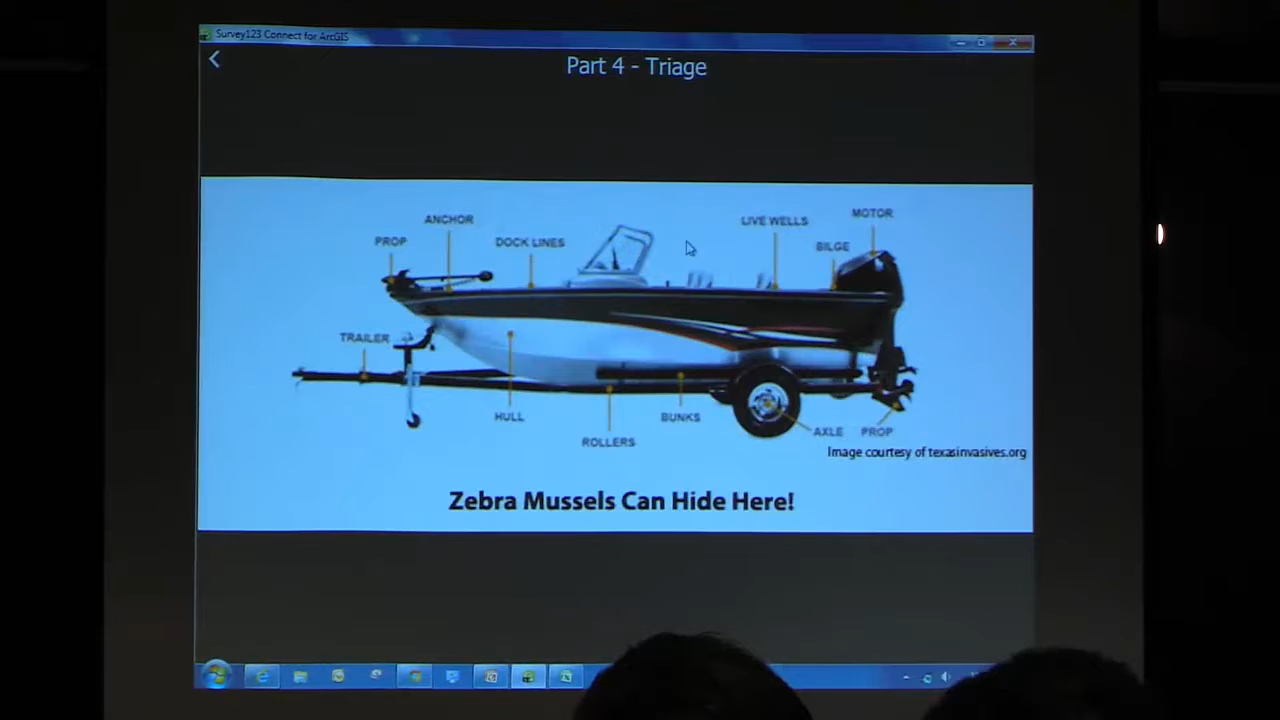 Survey123 Connect for ArcGIS
Part 4 - Triage
MOTOR
ANCHOR
LIVE WELLS
PROP
DOCK LINES
BILGE
TRAILER
HULL
BUNKS
ROLLERS
AXLE
PROP
Image courtesy of texasinvasives.org
Zebra Mussels Can Hide Here!